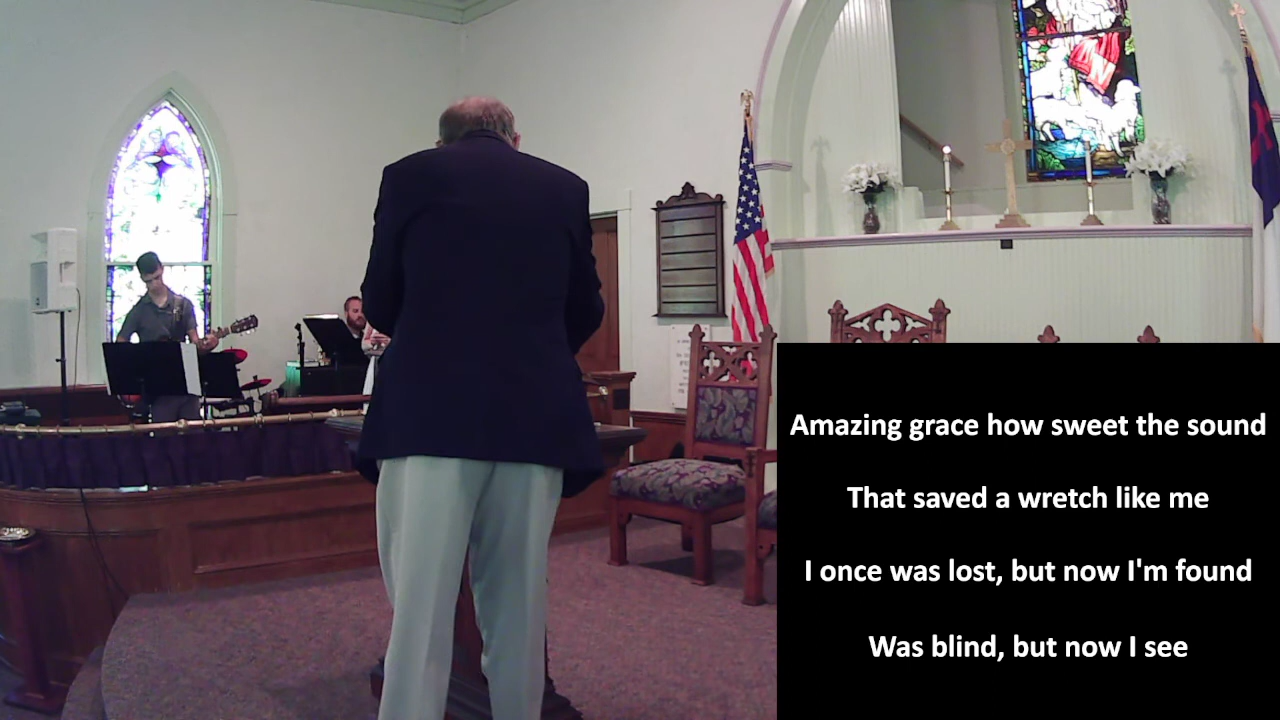 Amazing grace how sweet the sound
That saved a wretch like me
I once was lost, but now I'm found
Was blind, but now I see